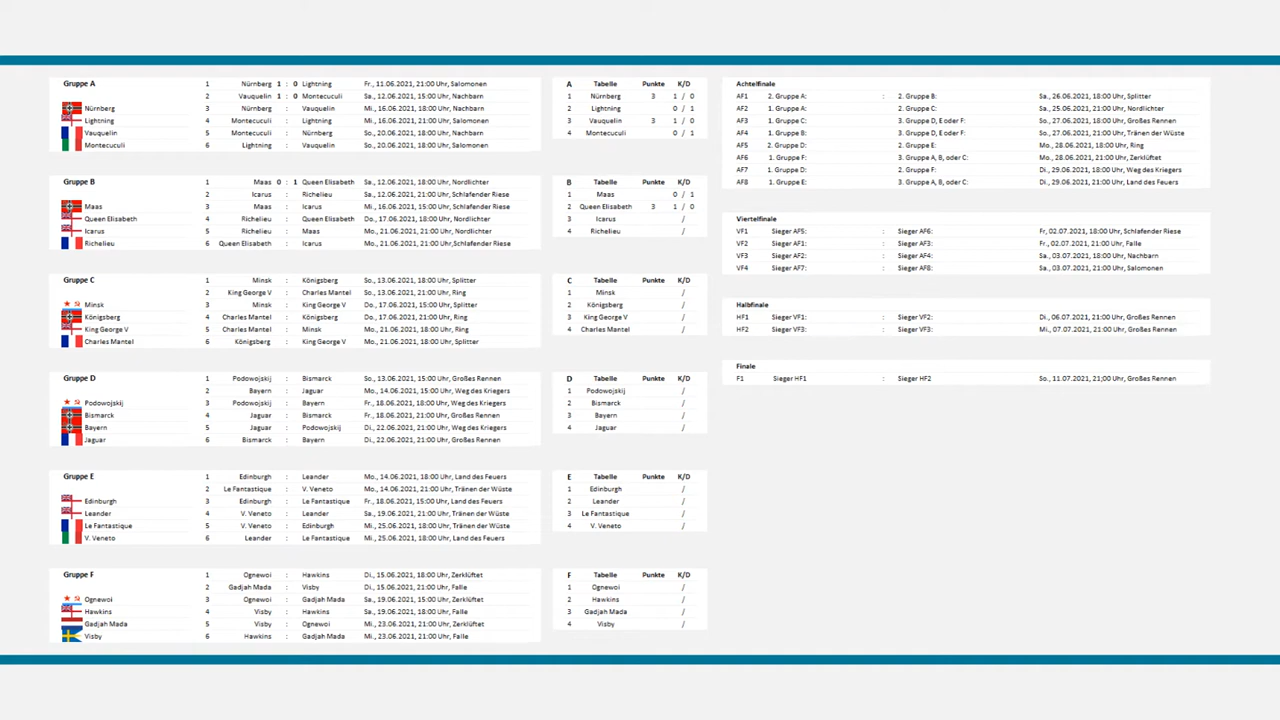 Gruppe A
1 Nürnberg 1 : 0 Lightning Fr., 11.06.2021, 21:00 Uhr, Salomonen
2 Vauquelin 1 : 0 Montecuculi Sa., 12.06.2021, 15:00 Uhr, Nachbarn
Nürnberg 3 Nürnberg : Vauquelin Mi., 16.06.2021, 18:00 Uhr, Nachbarn
Lightning 4 Montecuculi : Lightning Mi., 16.06.2021, 21:00 Uhr, Salomonen
Vauquelin 5 Montecuculi : Nürnberg So., 20.06.2021, 18:00 Uhr, Nachbarn
Montecuculi 6 Lightning : Vauquelin So., 20.06.2021, 18:00 Uhr, Salomonen
A Tabelle Punkte K/D
1 Nürnberg 3 1 / 0
2 Lightning 0 / 1
3 Vauquelin 3 1 / 0
4 Montecuculi 0 / 1
Gruppe B
1 Maas 0 : 1 Queen Elisabeth Sa., 12.06.2021, 18:00 Uhr, Nordlichter
2 Icarus : Richelieu Sa., 12.06.2021, 21:00 Uhr, Schlafender Riese
Maas 3 Maas : Icarus Mi., 16.06.2021, 15:00 Uhr, Schlafender Riese
Queen Elisabeth 4 Richelieu : Queen Elisabeth Do., 17.06.2021, 18:00 Uhr, Nordlichter
Icarus 5 Richelieu : Maas Mo., 21.06.2021, 21:00 Uhr, Nordlichter
Richelieu 6 Queen Elisabeth : Icarus Mo., 21.06.2021, 21:00 Uhr,Schlafender Riese
B Tabelle Punkte K/D
1 Maas 0 / 1
2 Queen Elisabeth 3 1 / 0
3 Icarus /
4 Richelieu /
Gruppe C
1 Minsk : Königsberg So., 13.06.2021, 18:00 Uhr, Splitter
2 King George V : Charles Mantel So., 13.06.2021, 21:00 Uhr, Ring
Minsk 3 Minsk : King George V Do., 17.06.2021, 15:00 Uhr, Splitter
Königsberg 4 Charles Mantel : Königsberg Do., 17.06.2021, 21:00 Uhr, Ring
King George V 5 Charles Mantel : Minsk Mo., 21.06.2021, 18:00 Uhr, Ring
Charles Mantel 6 Königsberg : King George V Mo., 21.06.2021, 18:00 Uhr, Splitter
C Tabelle Punkte K/D
1 Minsk /
2 Königsberg /
3 King George V /
4 Charles Mantel /
Gruppe D
1 Podowojskij : Bismarck So., 13.06.2021, 15:00 Uhr, Großes Rennen
2 Bayern : Jaguar Mo., 14.06.2021, 15:00 Uhr, Weg des Kriegers
Podowojskij 3 Podowojskij : Bayern Fr., 18.06.2021, 18:00 Uhr, Weg des Kriegers
Bismarck 4 Jaguar : Bismarck Fr., 18.06.2021, 21:00 Uhr, Großes Rennen
Bayern 5 Jaguar : Podowojskij Di., 22.06.2021, 21:00 Uhr, Weg des Kriegers
Jaguar 6 Bismarck : Bayern Di., 22.06.2021, 21:00 Uhr, Großes Rennen
D Tabelle Punkte K/D
1 Podowojskij /
2 Bismarck /
3 Bayern /
4 Jaguar /
Gruppe E
1 Edinburgh : Leander Mo., 14.06.2021, 18:00 Uhr, Land des Feuers
2 Le Fantastique : V. Veneto Mo., 14.06.2021, 21:00 Uhr, Tränen der Wüste
Edinburgh 3 Edinburgh : Le Fantastique Fr., 18.06.2021, 15:00 Uhr, Land des Feuers
Leander 4 V. Veneto : Leander Sa., 19.06.2021, 21:00 Uhr, Tränen der Wüste
Le Fantastique 5 V. Veneto : Edinburgh Mi., 25.06.2021, 18:00 Uhr, Tränen der Wüste
V. Veneto 6 Leander : Le Fantastique Mi., 25.06.2021, 18:00 Uhr, Land des Feuers
E Tabelle Punkte K/D
1 Edinburgh /
2 Leander /
3 Le Fantastique /
4 V. Veneto /
Gruppe F
1 Ognewoi : Hawkins Di., 15.06.2021, 18:00 Uhr, Zerklüftet
2 Gadjah Mada : Visby Di., 15.06.2021, 21:00 Uhr, Falle
Ognewoi 3 Ognewoi : Gadjah Mada Sa., 19.06.2021, 15:00 Uhr, Zerklüftet
Hawkins 4 Visby : Hawkins Sa., 19.06.2021, 18:00 Uhr, Falle
Gadjah Mada 5 Visby : Ognewoi Mi., 23.06.2021, 21:00 Uhr, Zerklüftet
Visby 6 Hawkins : Gadjah Mada Mi., 23.06.2021, 21:00 Uhr, Falle
F Tabelle Punkte K/D
1 Ognewoi /
2 Hawkins /
3 Gadjah Mada /
4 Visby /
Achtelfinale
AF1 2. Gruppe A: : 2. Gruppe B: Sa., 26.06.2021, 18:00 Uhr, Splitter
AF2 1. Gruppe A: : 2. Gruppe C: Sa., 25.06.2021, 21:00 Uhr, Nordlichter
AF3 1. Gruppe C: : 3. Gruppe D, E oder F: So., 27.06.2021, 18:00 Uhr, Großes Rennen
AF4 1. Gruppe B: : 3. Gruppe D, E oder F: So., 27.06.2021, 21:00 Uhr, Tränen der Wüste
AF5 2. Gruppe D: : 2. Gruppe E: Mo., 28.06.2021, 18:00 Uhr, Ring
AF6 1. Gruppe F: : 3. Gruppe A, B, oder C: Mo., 28.06.2021, 21:00 Uhr, Zerklüftet
AF7 1. Gruppe D: : 2. Gruppe F: Di., 29.06.2021, 18:00 Uhr, Weg des Kriegers
AF8 1. Gruppe E: : 3. Gruppe A, B, oder C: Di., 29.06.2021, 21:00 Uhr, Land des Feuers
Viertelfinale
VF1 Sieger AF5: : Sieger AF6: Fr, 02.07.2021, 18:00 Uhr, Schlafender Riese
VF2 Sieger AF1: : Sieger AF3: Fr., 02.07.2021, 21:00 Uhr, Falle
VF3 Sieger AF2: : Sieger AF4: Sa., 03.07.2021, 18:00 Uhr, Nachbarn
VF4 Sieger AF7: : Sieger AF8: Sa., 03.07.2021, 21:00 Uhr, Salomonen
Halbfinale
HF1 Sieger VF1: : Sieger VF2: Di., 06.07.2021, 21:00 Uhr, Großes Rennen
HF2 Sieger VF3: : Sieger VF3: Mi., 07.07.2021, 21:00 Uhr, Großes Rennen
Finale
F1 Sieger HF1 : Sieger HF2 So., 11.07.2021, 21;00 Uhr, Großes Rennen